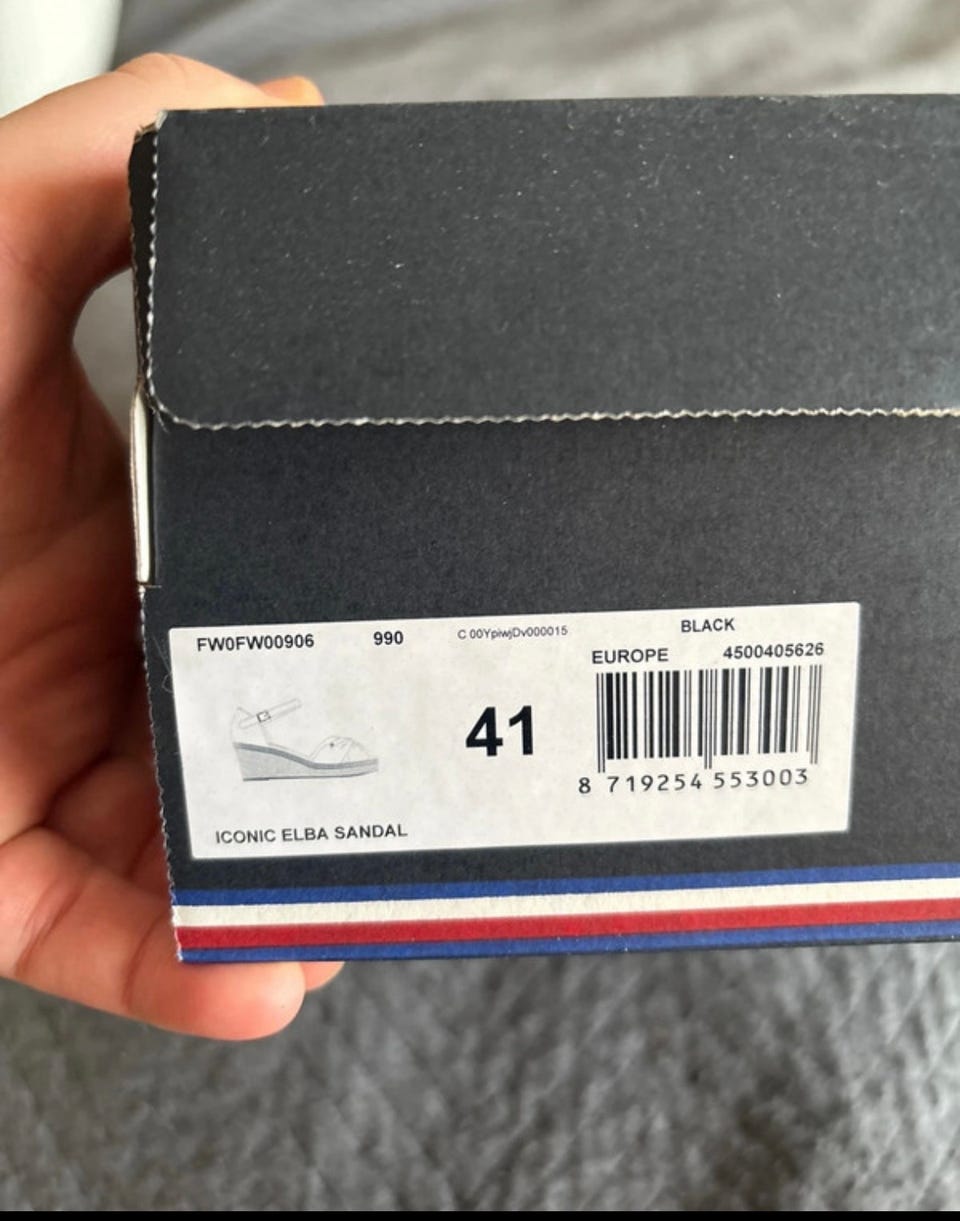 FW0FW00906 990 C 00YpiwjDv000015 BLACK
EUROPE 4500405626
41
8 719254 553003
ICONIC ELBA SANDAL